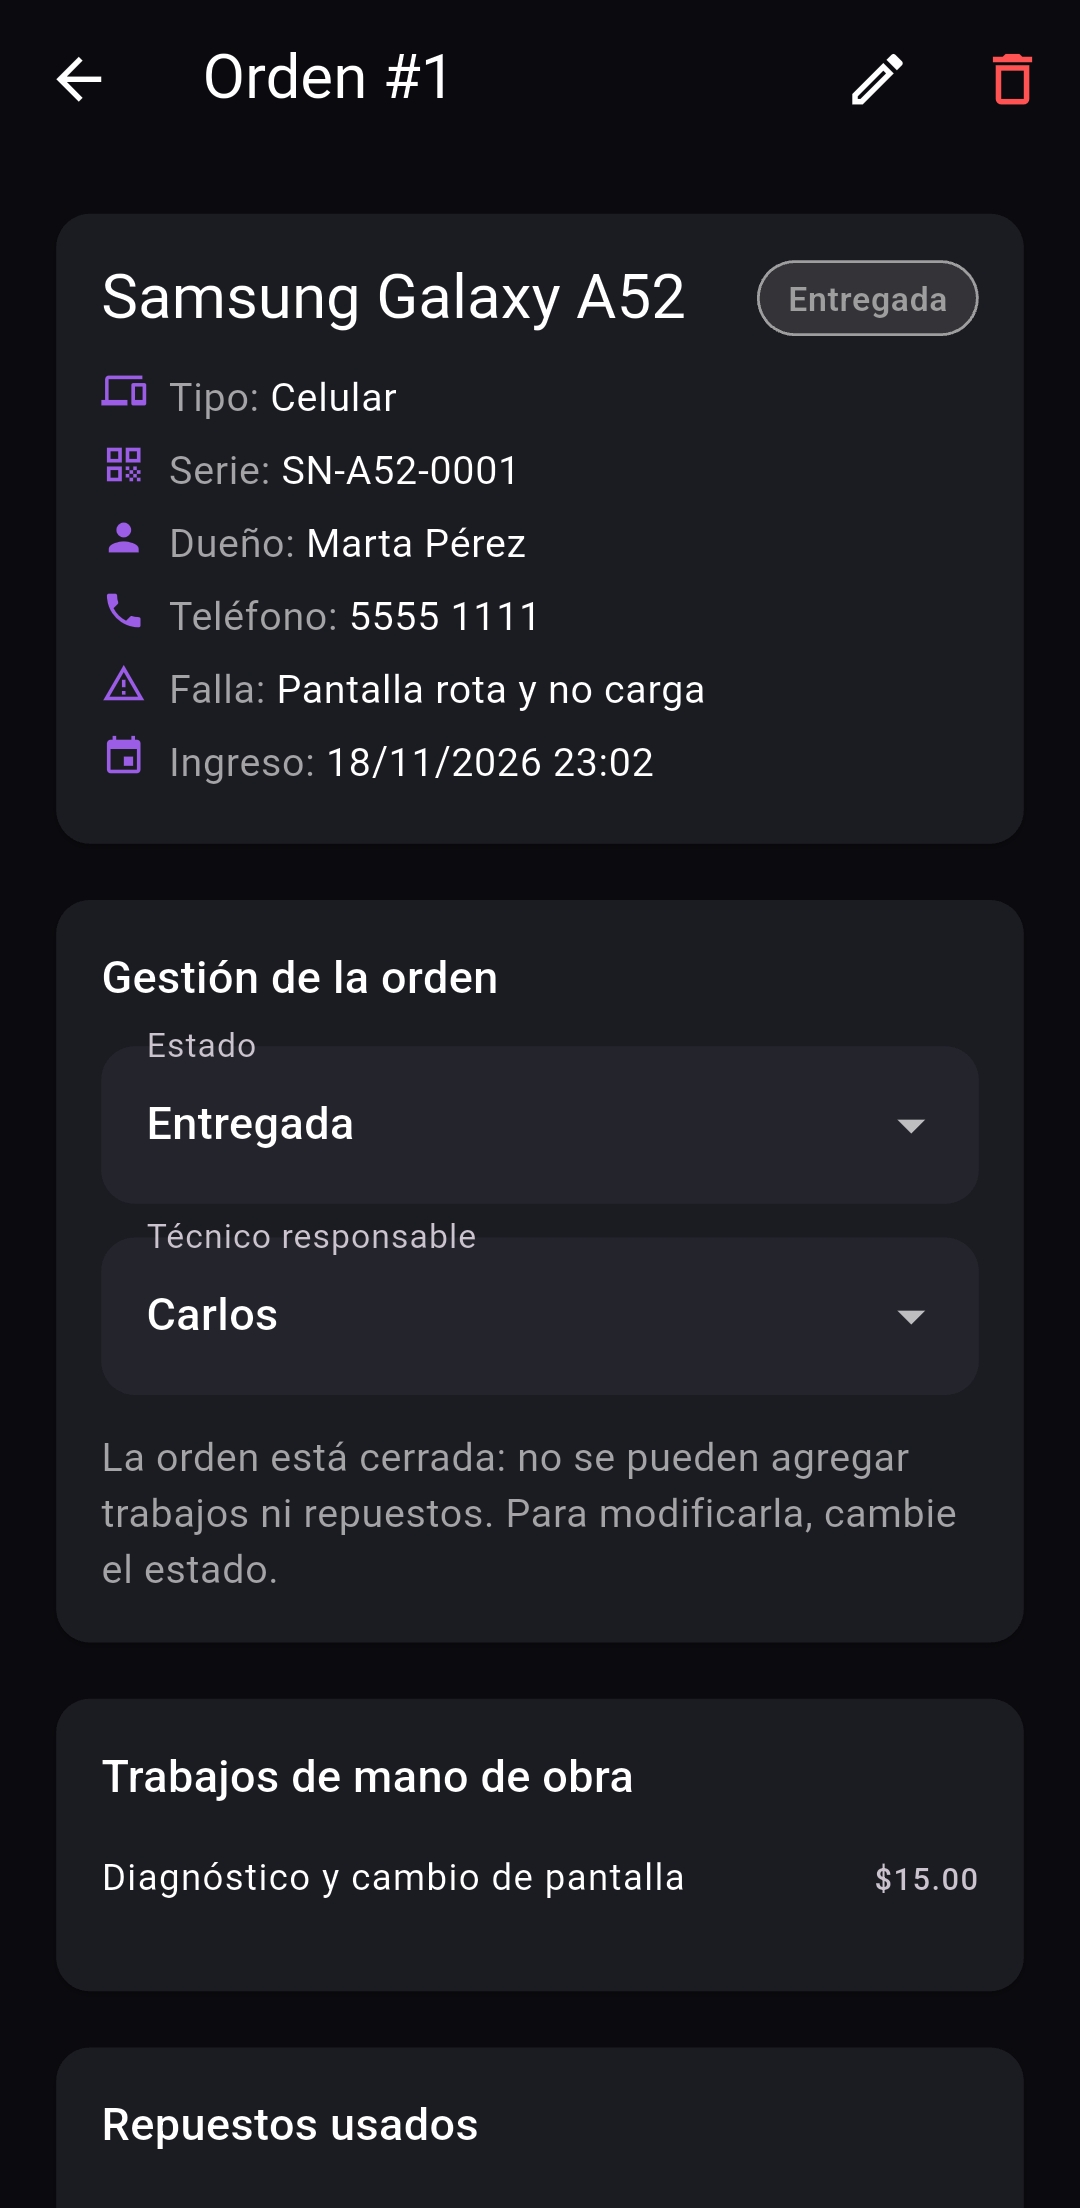 Orden #1
Samsung Galaxy A52
Entregada
Tipo: Celular
Serie: SN-A52-0001
Dueño: Marta Pérez
Teléfono: 5555 1111
Falla: Pantalla rota y no carga
Ingreso: 18/11/2026 23:02
Gestión de la orden
Estado
Entregada
Técnico responsable
Carlos
La orden está cerrada: no se pueden agregar
trabajos ni repuestos. Para modificarla, cambie
el estado.
Trabajos de mano de obra
Diagnóstico y cambio de pantalla
$15.00
Repuestos usados